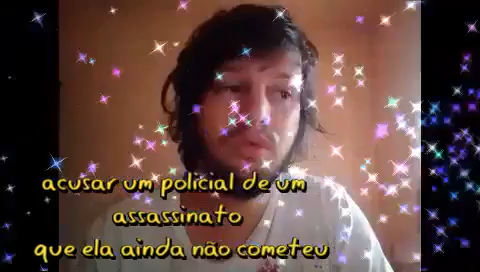 acusar um policial de um
assassinato
que ela ainda não cometeu